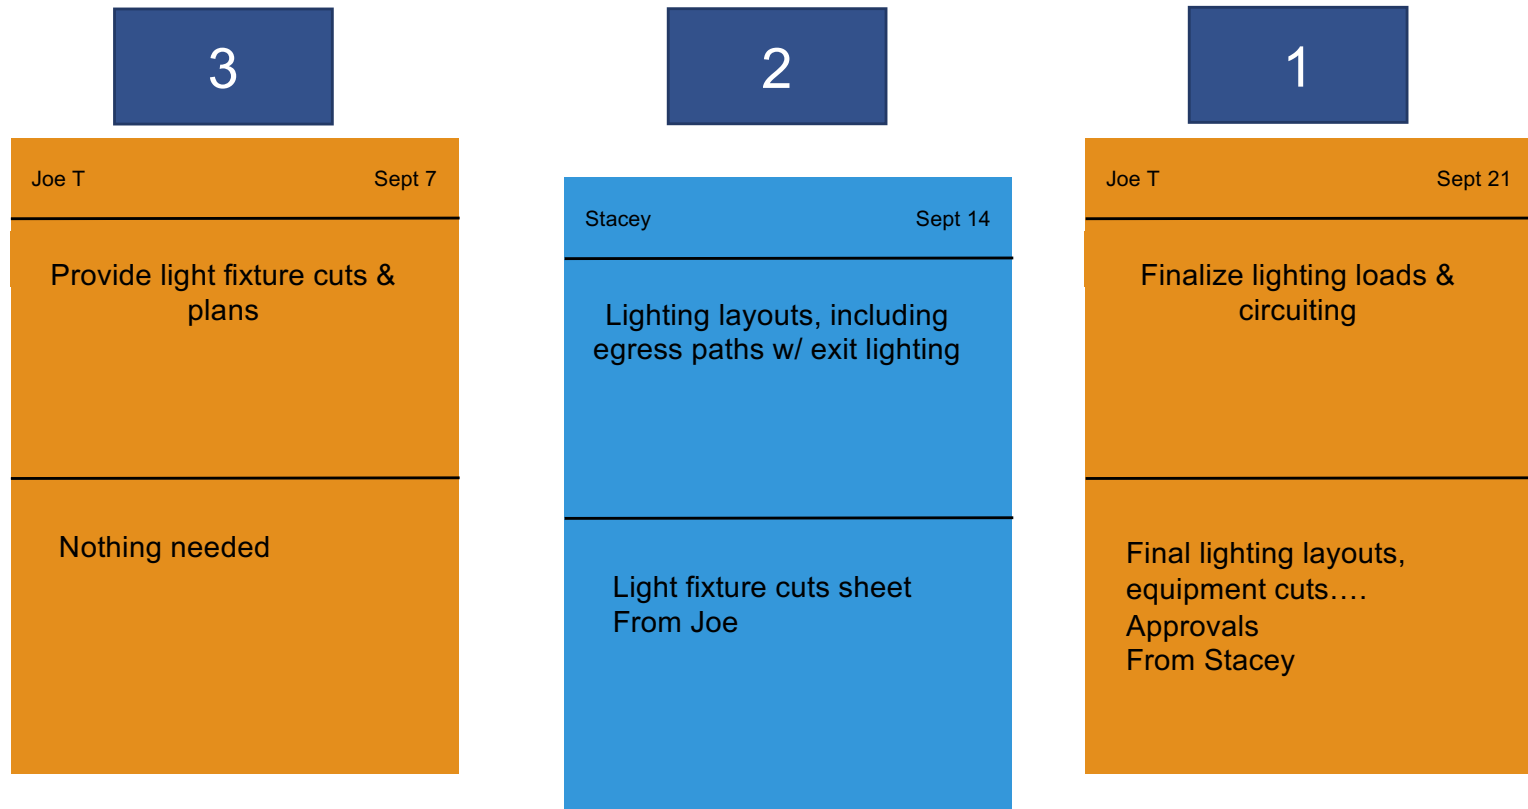 3
2
1
Joe T Sept 7
Provide light fixture cuts &
plans
Nothing needed
Stacey Sept 14
Lighting layouts, including
egress paths w/ exit lighting
Light fixture cuts sheet
From Joe
Joe T Sept 21
Finalize lighting loads &
circuiting
Final lighting layouts,
equipment cuts....
Approvals
From Stacey